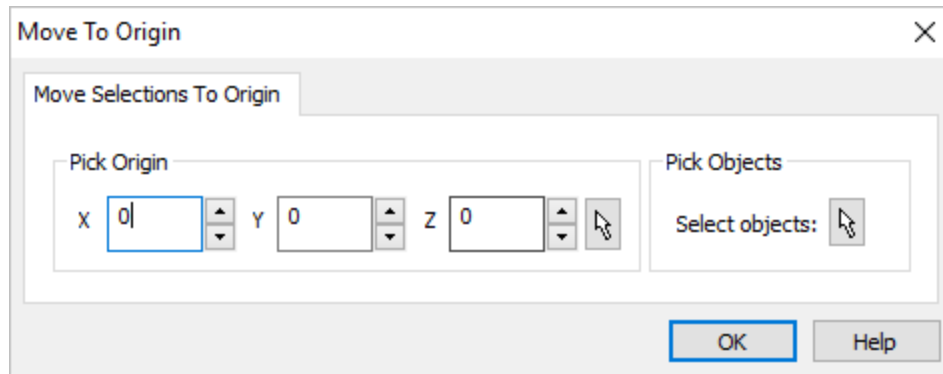 Move To Origin
Move Selections To Origin
Pick Origin
X 0 Y 0 Z 0
Pick Objects
Select objects:
OK Help